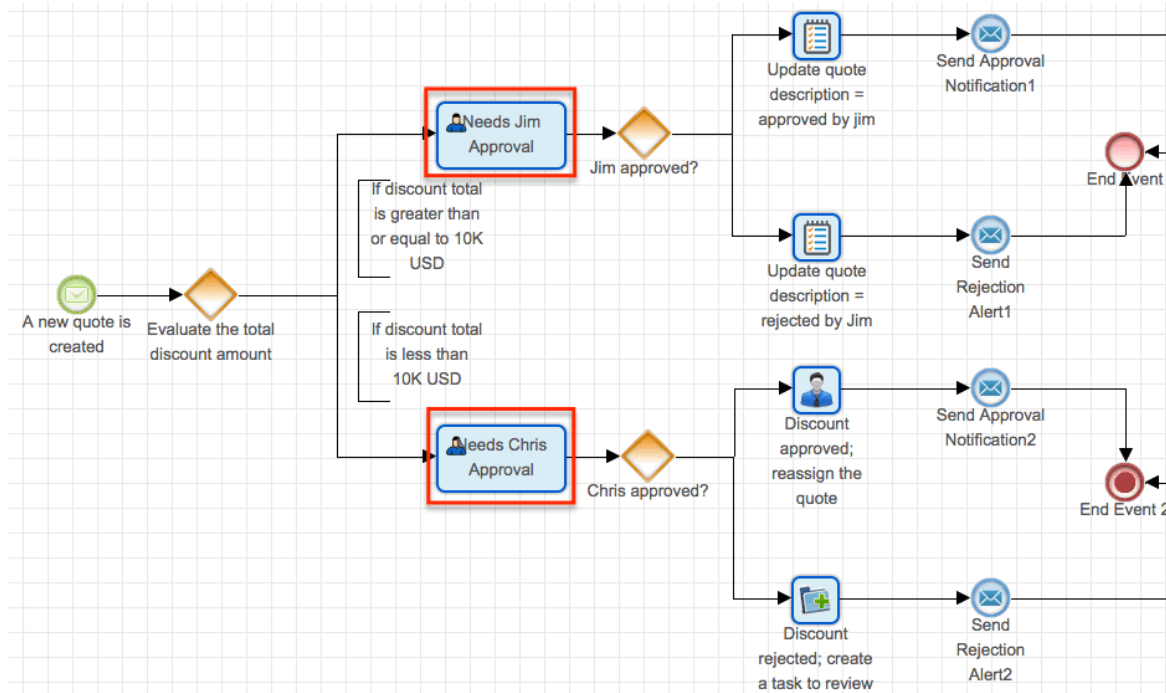 Update quote
description =
approved by jim
Send Approval
Notification1
Needs Jim
Approval
Jim approved?
End Event
If discount total
is greater than
or equal to 10K
USD
Update quote
description =
rejected by Jim
Send
Rejection
Alert1
A new quote is
created
Evaluate the total
discount amount
If discount total
is less than
10K USD
Needs Chris
Approval
Chris approved?
Discount
approved;
reassign the
quote
Send Approval
Notification2
End Event 2
Discount
rejected; create
a task to review
Send
Rejection
Alert2